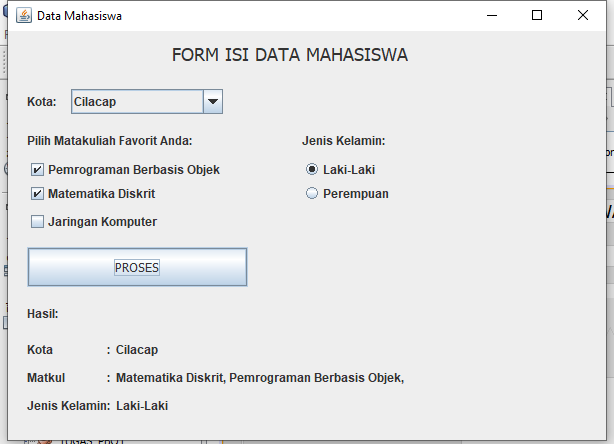 Data Mahasiswa
FORM ISI DATA MAHASISWA
Kota: Cilacap
Pilih Matakuliah Favorit Anda: Jenis Kelamin:
Pemrograman Berbasis Objek Laki-Laki
Matematika Diskrit Perempuan
Jaringan Komputer
PROSES
Hasil:
Kota : Cilacap
Matkul : Matematika Diskrit, Pemrograman Berbasis Objek,
Jenis Kelamin: Laki-Laki